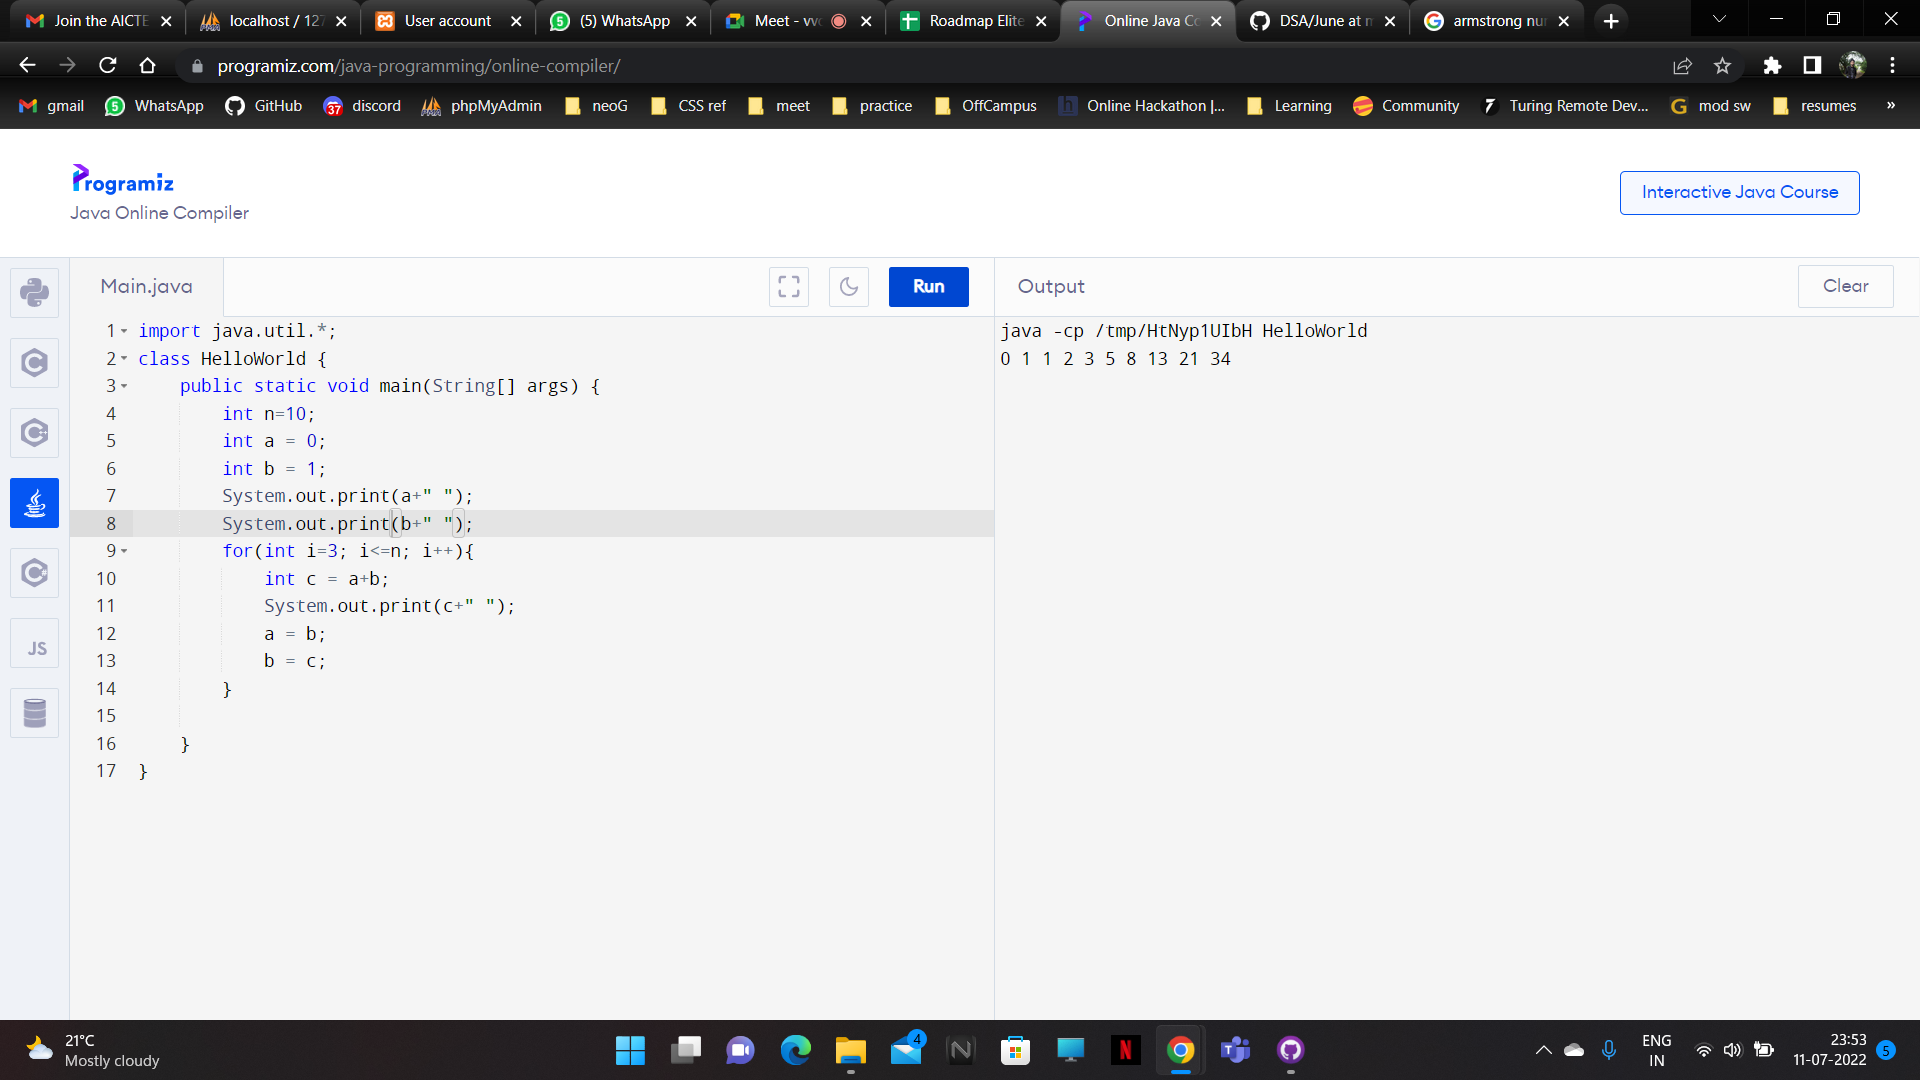 Join the AICTE
localhost / 127
User account
(5) WhatsApp
Meet - vvc
Roadmap Elite
Online Java Co
DSA/June at m
armstrong nu
programiz.com/java-programming/online-compiler/
gmail
WhatsApp
GitHub
37 discord
phpMyAdmin
neoG
CSS ref
meet
practice
OffCampus
Online Hackathon |...
Learning
Community
Turing Remote Dev...
mod sw
resumes
»
Programiz
Java Online Compiler
Interactive Java Course
Main.java
Run
Output
Clear
JS
1 import java.util.*;
2 class HelloWorld {
3 public static void main(String[] args) {
4 int n=10;
5 int a = 0;
6 int b = 1;
7 System.out.print(a+" ");
8 System.out.print(b+" ");
9 for(int i=3; i<=n; i++){
10 int c = a+b;
11 System.out.print(c+" ");
12 a = b;
13 b = c;
14 }
15
16 }
17 }
java -cp /tmp/HtNyp1UIbH HelloWorld
0 1 1 2 3 5 8 13 21 34
21°C
Mostly cloudy
4
ENG
IN
23:53
11-07-2022
5